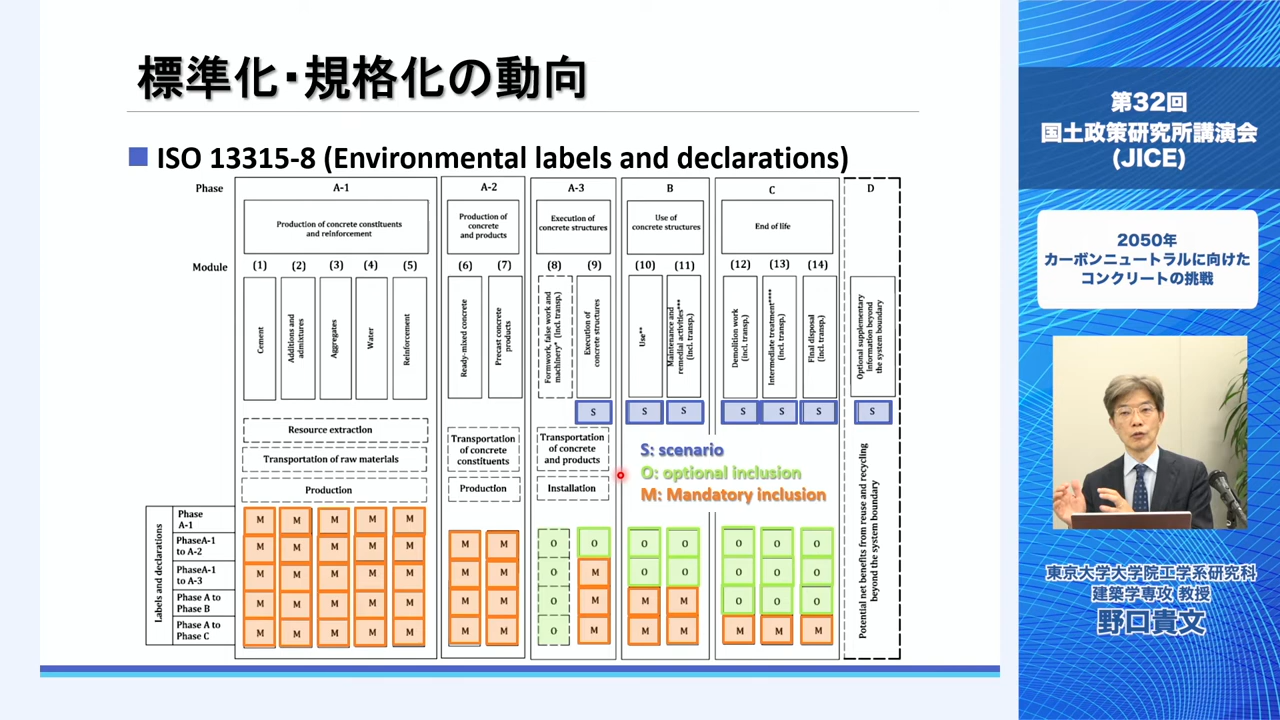 標準化・規格化の動向
ISO 13315-8 (Environmental labels and declarations)
Phase
A-1
A-2
A-3
B
C
D
Production of concrete constituents
and reinforcement
Production of
concrete
and products
Execution of
concrete structures
Use of
concrete structures
End of life
Module
(1)
(2)
(3)
(4)
(5)
(6)
(7)
(8)
(9)
(10)
(11)
(12)
(13)
(14)
Cement
Additions and
admixtures
Aggregates
Water
Reinforcement
Ready-mixed concrete
Precast concrete
products
Formwork, false work and
machinery* (incl. transp.)
Execution of
concrete structures
Use**
Maintenance and
remedial activities***
(incl. transp.)
Demolition work
(incl. transp.)
Intermediate treatment****
(incl. transp.)
Final disposal
(incl. transp.)
Optional supplementary
information beyond
the system boundary
S
S
S
S
S
S
S
Resource extraction
Transportation of raw materials
Production
Transportation
of concrete
constituents
Production
Transportation
of concrete
and products
Installation
S: scenario
O: optional inclusion
M: Mandatory inclusion
Potential net benefits from reuse and recycling
beyond the system boundary
Labels and declarations
Phase
A-1
M M M M M
PhaseA-1
to A-2
M M M M M M M O O O O O O O
PhaseA-1
to A-3
M M M M M M M O M O O O O O
Phase A to
Phase B
M M M M M M M O M M M O O O
Phase A to
Phase C
M M M M M M M O M M M M M M
第32回
国土政策研究所講演会
(JICE)
2050年
カーボンニュートラルに向けた
コンクリートの挑戦
東京大学大学院工学系研究科
建築学専攻 教授
野口貴文